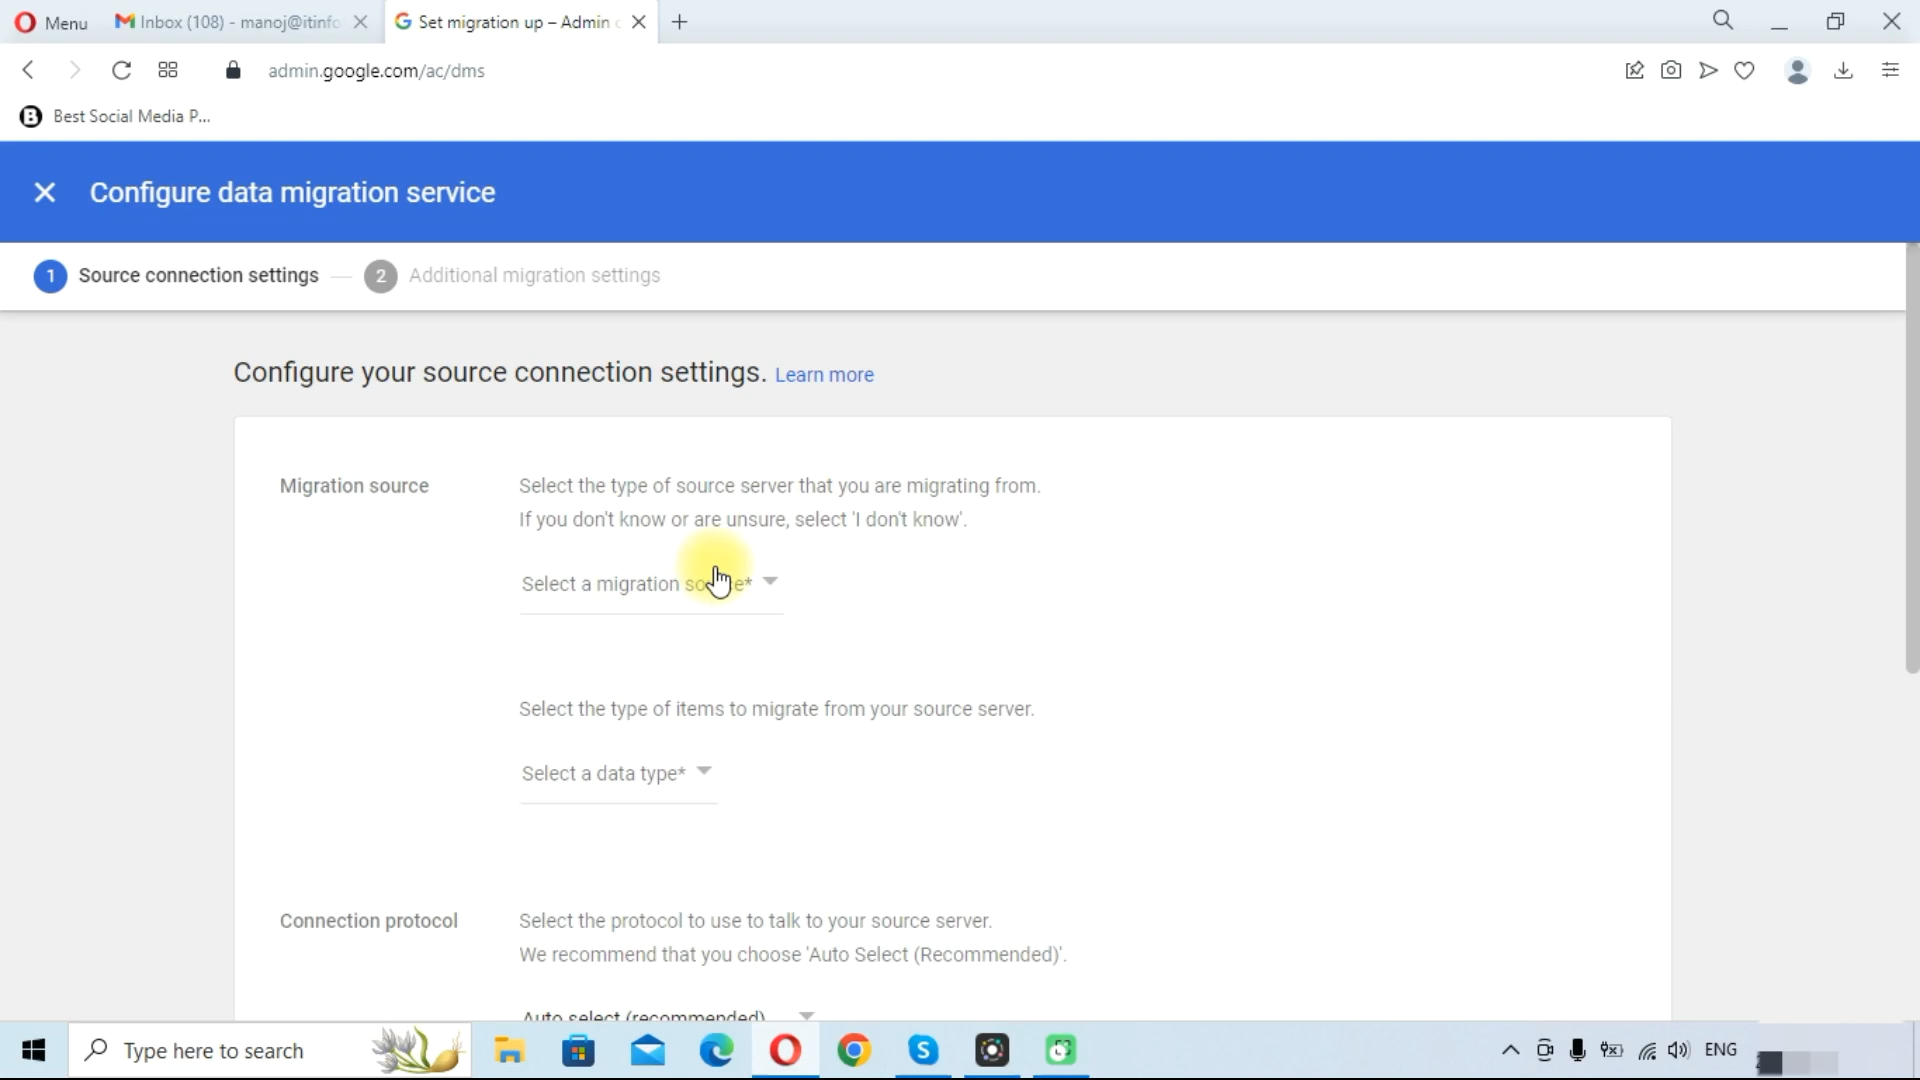 Menu
Inbox (108) - manoj@itinfo
Set migration up – Admin c
admin.google.com/ac/dms
Best Social Media P...
Configure data migration service
1 Source connection settings
2 Additional migration settings
Configure your source connection settings. Learn more
Migration source
Select the type of source server that you are migrating from.
If you don't know or are unsure, select 'I don't know'.
Select a migration
Select the type of items to migrate from your source server.
Select a data type*
Connection protocol
Select the protocol to use to talk to your source server.
We recommend that you choose 'Auto Select (Recommended)'.
Auto select (recommended)
Type here to search
ENG